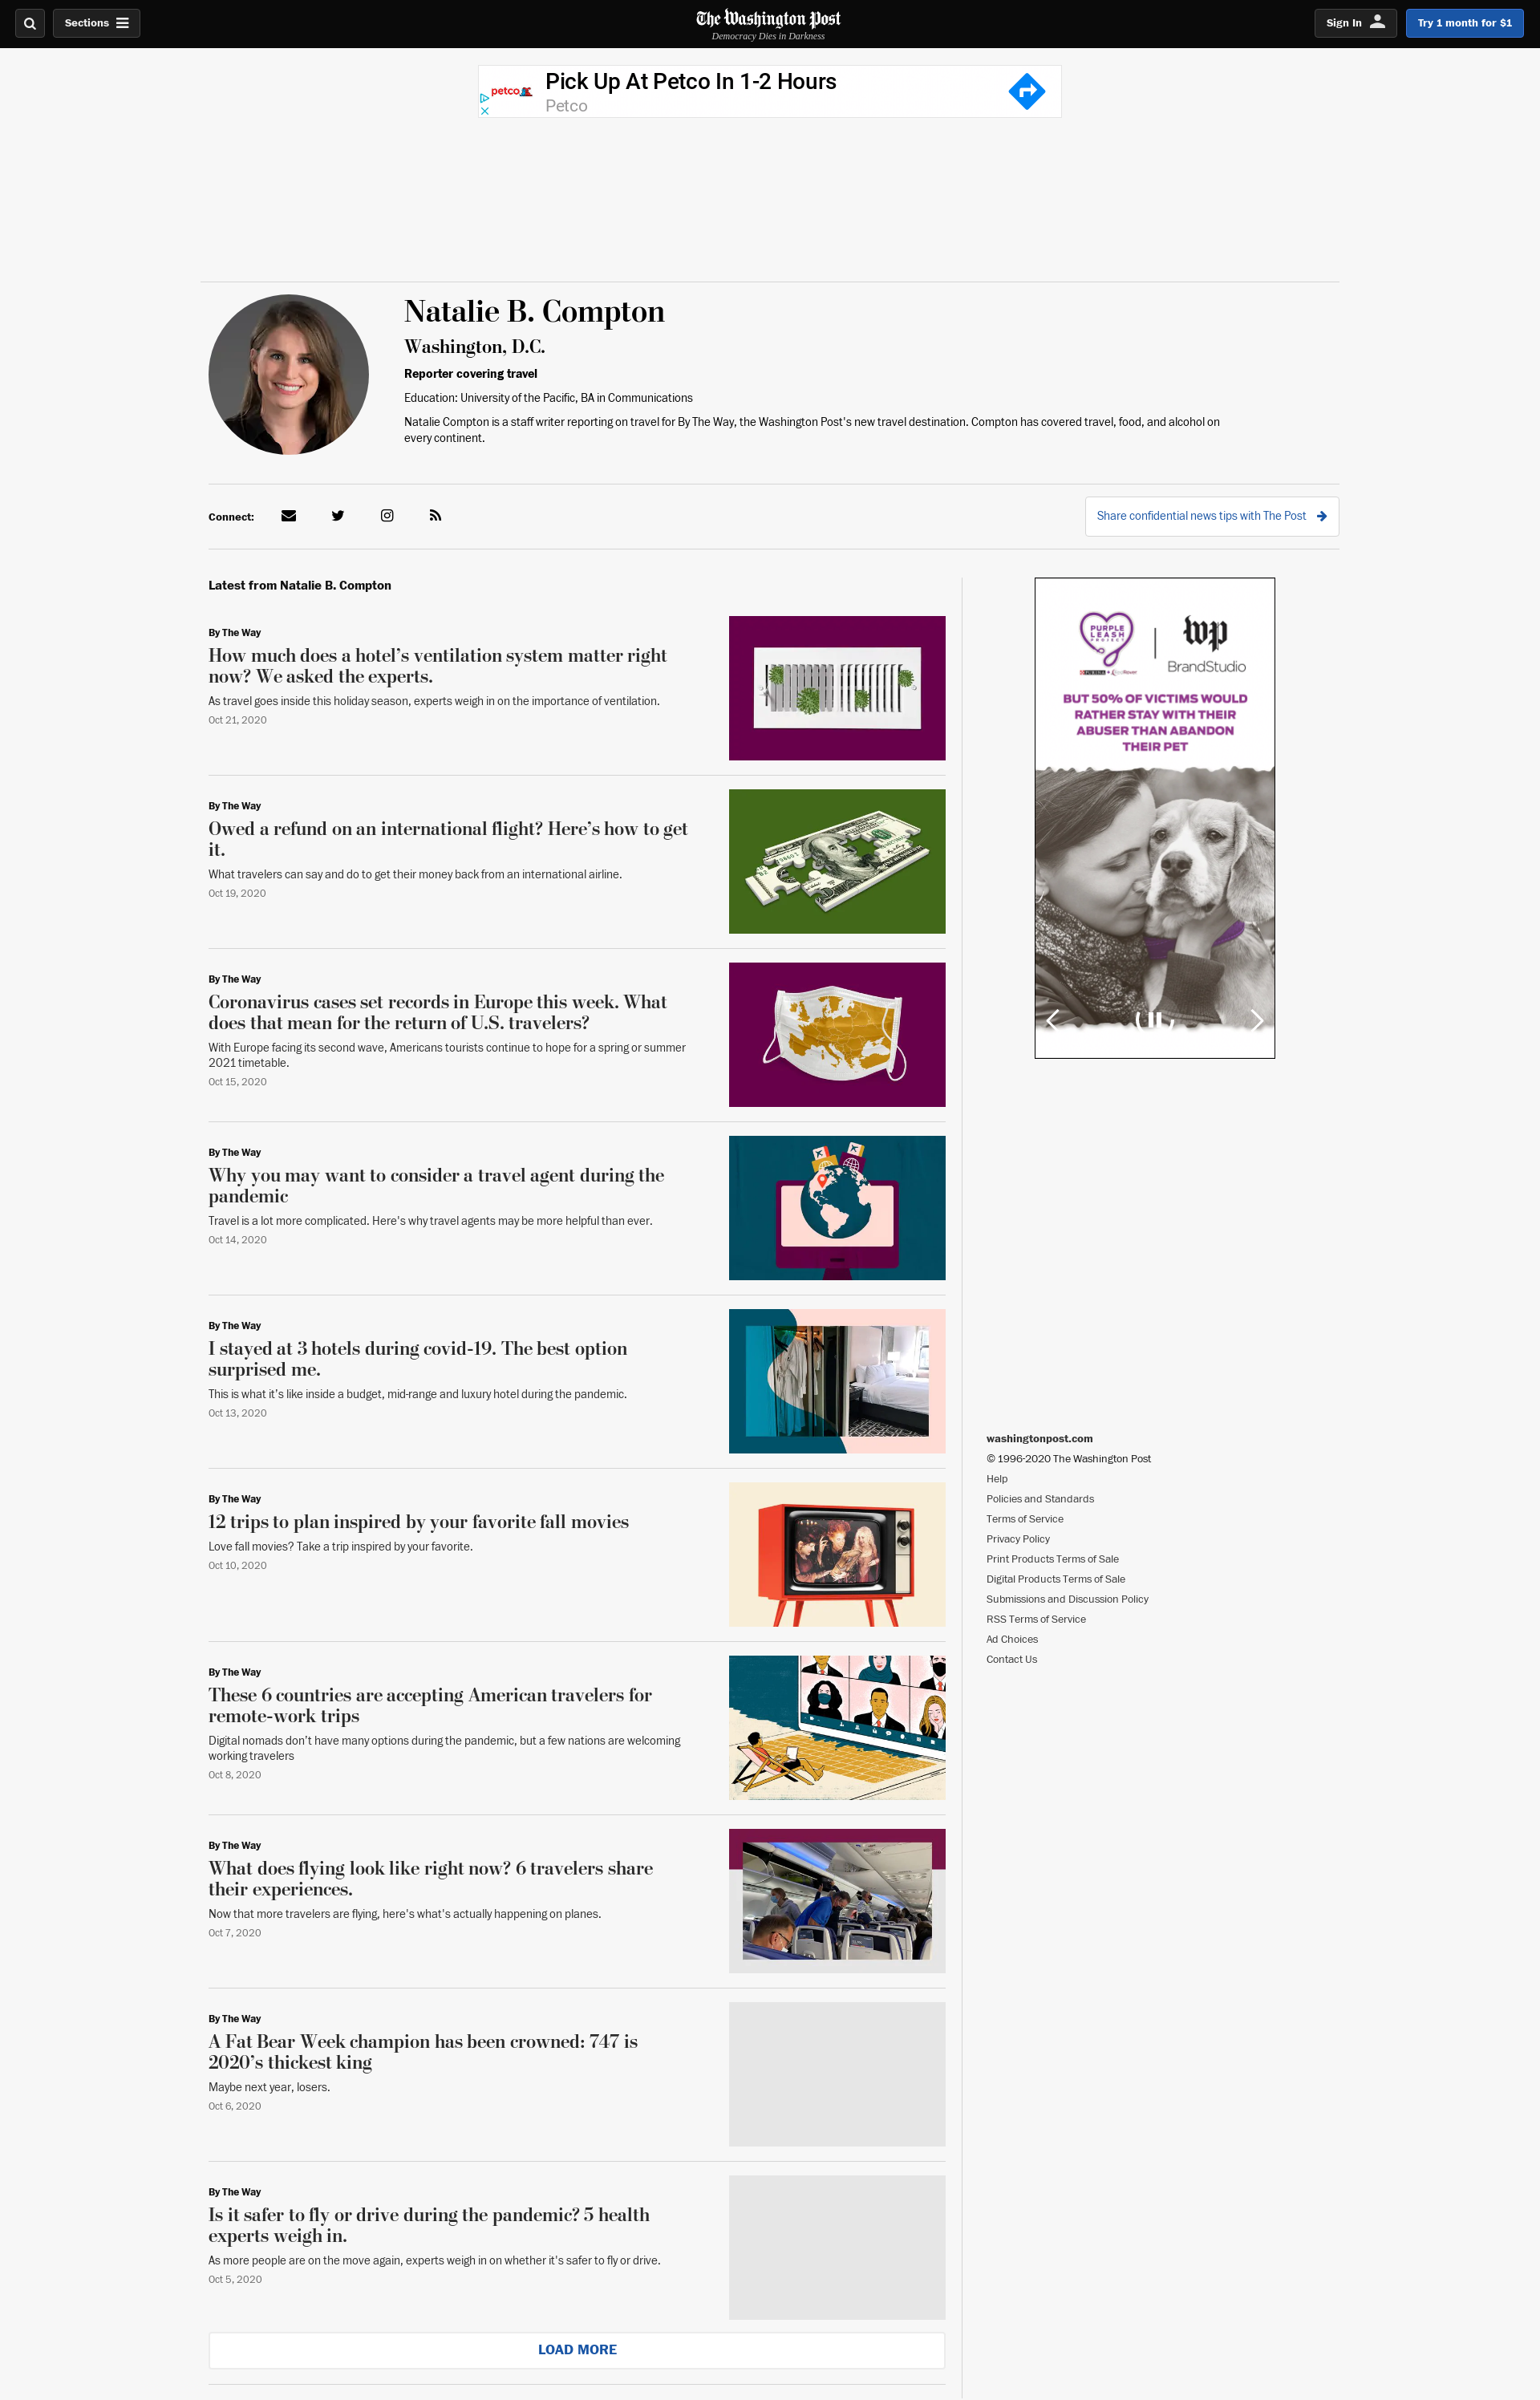 Sections
The Washington Post
Democracy Dies in Darkness
Sign In
Try 1 month for $1
petco
Pick Up At Petco In 1-2 Hours
Petco
Natalie B. Compton
Washington, D.C.
Reporter covering travel
Education: University of the Pacific, BA in Communications
Natalie Compton is a staff writer reporting on travel for By The Way, the Washington Post's new travel destination. Compton has covered travel, food, and alcohol on
every continent.
Connect:
Share confidential news tips with The Post
Latest from Natalie B. Compton
By The Way
How much does a hotel’s ventilation system matter right
now? We asked the experts.
As travel goes inside this holiday season, experts weigh in on the importance of ventilation.
Oct 21, 2020
By The Way
Owed a refund on an international flight? Here’s how to get
it.
What travelers can say and do to get their money back from an international airline.
Oct 19, 2020
By The Way
Coronavirus cases set records in Europe this week. What
does that mean for the return of U.S. travelers?
With Europe facing its second wave, Americans tourists continue to hope for a spring or summer
2021 timetable.
Oct 15, 2020
By The Way
Why you may want to consider a travel agent during the
pandemic
Travel is a lot more complicated. Here's why travel agents may be more helpful than ever.
Oct 14, 2020
By The Way
I stayed at 3 hotels during covid-19. The best option
surprised me.
This is what it's like inside a budget, mid-range and luxury hotel during the pandemic.
Oct 13, 2020
By The Way
12 trips to plan inspired by your favorite fall movies
Love fall movies? Take a trip inspired by your favorite.
Oct 10, 2020
By The Way
These 6 countries are accepting American travelers for
remote-work trips
Digital nomads don’t have many options during the pandemic, but a few nations are welcoming
working travelers
Oct 8, 2020
By The Way
What does flying look like right now? 6 travelers share
their experiences.
Now that more travelers are flying, here's what's actually happening on planes.
Oct 7, 2020
By The Way
A Fat Bear Week champion has been crowned: 747 is
2020’s thickest king
Maybe next year, losers.
Oct 6, 2020
By The Way
Is it safer to fly or drive during the pandemic? 5 health
experts weigh in.
As more people are on the move again, experts weigh in on whether it's safer to fly or drive.
Oct 5, 2020
LOAD MORE
PURPLE
LEASH
PROJECT
wp
BrandStudio
BUT 50% OF VICTIMS WOULD
RATHER STAY WITH THEIR
ABUSER THAN ABANDON
THEIR PET
washingtonpost.com
© 1996-2020 The Washington Post
Help
Policies and Standards
Terms of Service
Privacy Policy
Print Products Terms of Sale
Digital Products Terms of Sale
Submissions and Discussion Policy
RSS Terms of Service
Ad Choices
Contact Us